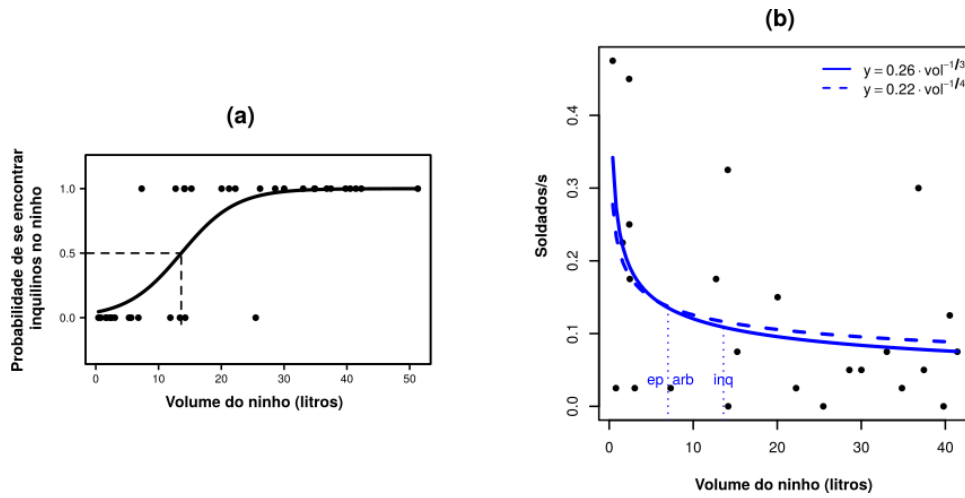 (a)
Probabilidade de se encontrar
inquilinos no ninho
1.0
0.5
0.0
0 10 20 30 40 50
Volume do ninho (litros)
(b)
Soldados/s
0.4
0.3
0.2
0.1
0.0
y = 0.26 · vol^−1/3
y = 0.22 · vol^−1/4
ep arb inq
0 10 20 30 40
Volume do ninho (litros)